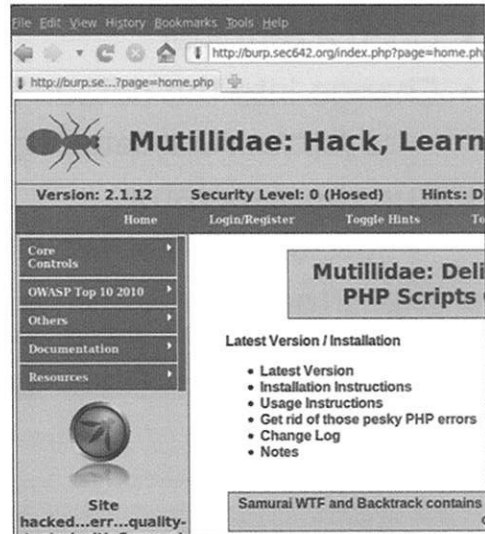 File Edit View History Bookmarks Tools Help
http://burp.sec642.org/index.php?page=home.ph
http://burp.se...?page=home.php
Mutillidae: Hack, Learn
Version: 2.1.12 Security Level: 0 (Hosed) Hints: D
Home Login/Register Toggle Hints To
Core
Controls
OWASP Top 10 2010
Others
Documentation
Resources
Site
hacked...err...quality-
Mutillidae: Deli
PHP Scripts
Latest Version / Installation
• Latest Version
• Installation Instructions
• Usage Instructions
• Get rid of those pesky PHP errors
• Change Log
• Notes
Samurai WTF and Backtrack contains